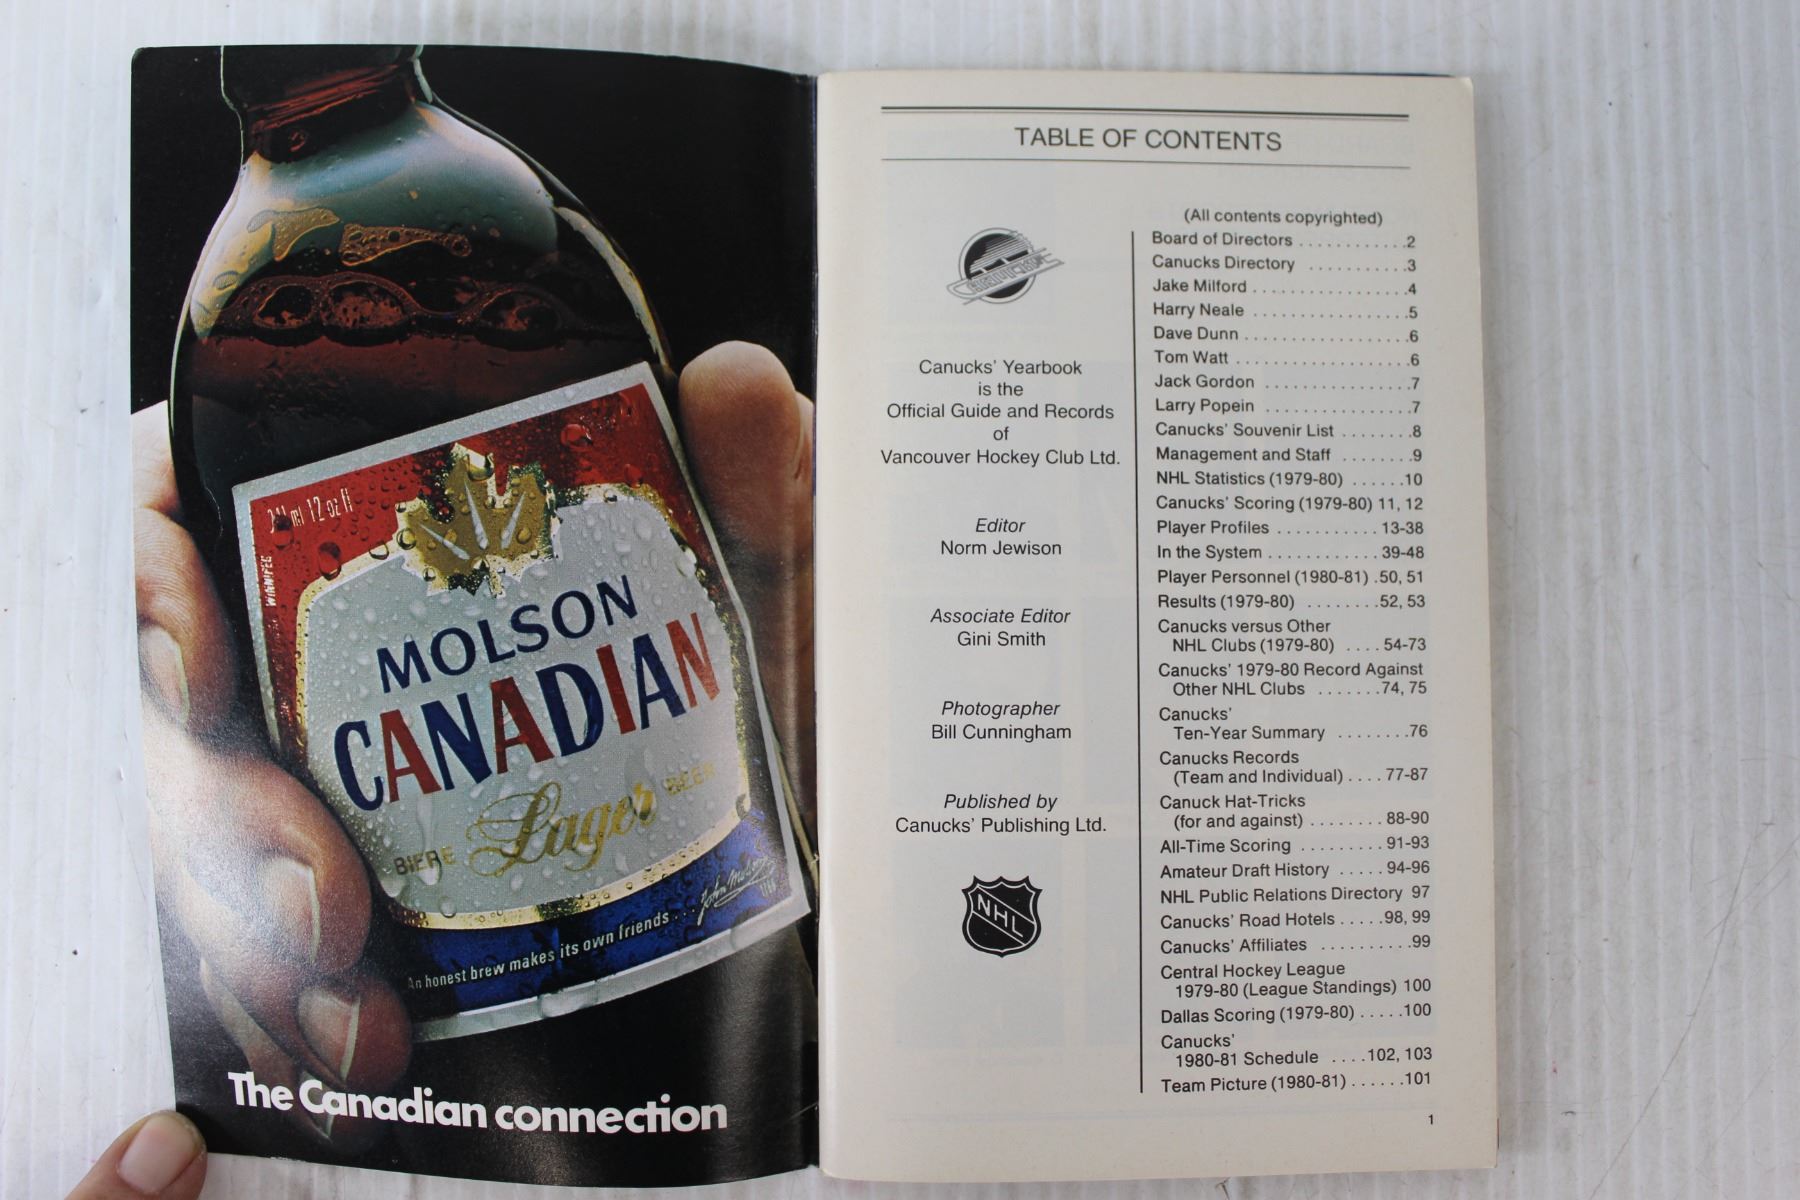 341 ml 12 oz fl
WINNIPEG
MOLSON
CANADIAN
Lager
BIERE BEER
An honest brew makes its own friends...
John Molson
1786
The Canadian connection
TABLE OF CONTENTS
Canucks' Yearbook
is the
Official Guide and Records
of
Vancouver Hockey Club Ltd.
Editor
Norm Jewison
Associate Editor
Gini Smith
Photographer
Bill Cunningham
Published by
Canucks' Publishing Ltd.
NHL
(All contents copyrighted)
Board of Directors ............2
Canucks Directory ...........3
Jake Milford .................4
Harry Neale .................5
Dave Dunn ..................6
Tom Watt ...................6
Jack Gordon ................7
Larry Popein ................7
Canucks' Souvenir List ........8
Management and Staff ........9
NHL Statistics (1979-80) ......10
Canucks' Scoring (1979-80) 11, 12
Player Profiles ........... 13-38
In the System ............ 39-48
Player Personnel (1980-81) .50, 51
Results (1979-80) ........52, 53
Canucks versus Other
NHL Clubs (1979-80) .... 54-73
Canucks' 1979-80 Record Against
Other NHL Clubs .......74, 75
Canucks'
Ten-Year Summary ........76
Canucks Records
(Team and Individual) .... 77-87
Canuck Hat-Tricks
(for and against) ........ 88-90
All-Time Scoring ......... 91-93
Amateur Draft History ..... 94-96
NHL Public Relations Directory 97
Canucks' Road Hotels .....98, 99
Canucks' Affiliates ..........99
Central Hockey League
1979-80 (League Standings) 100
Dallas Scoring (1979-80) .....100
Canucks'
1980-81 Schedule ....102, 103
Team Picture (1980-81) ......101
1